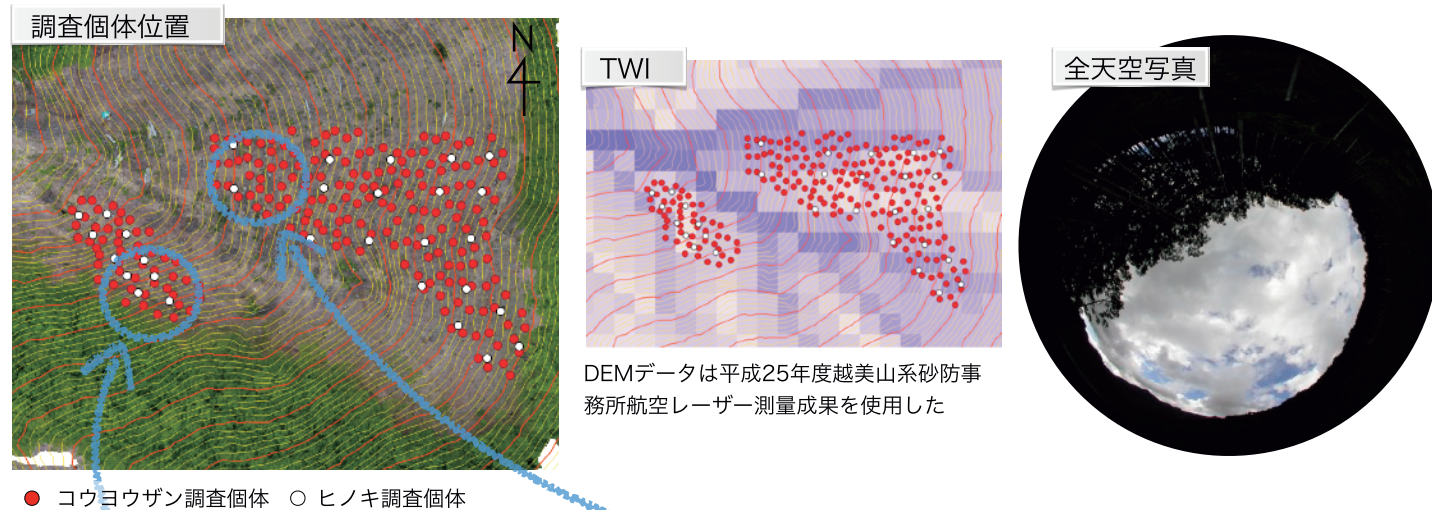 調査個体位置
N
TWI
全天空写真
DEMデータは平成25年度越美山系砂防事
務所航空レーザー測量成果を使用した
コウヨウザン調査個体
ヒノキ調査個体